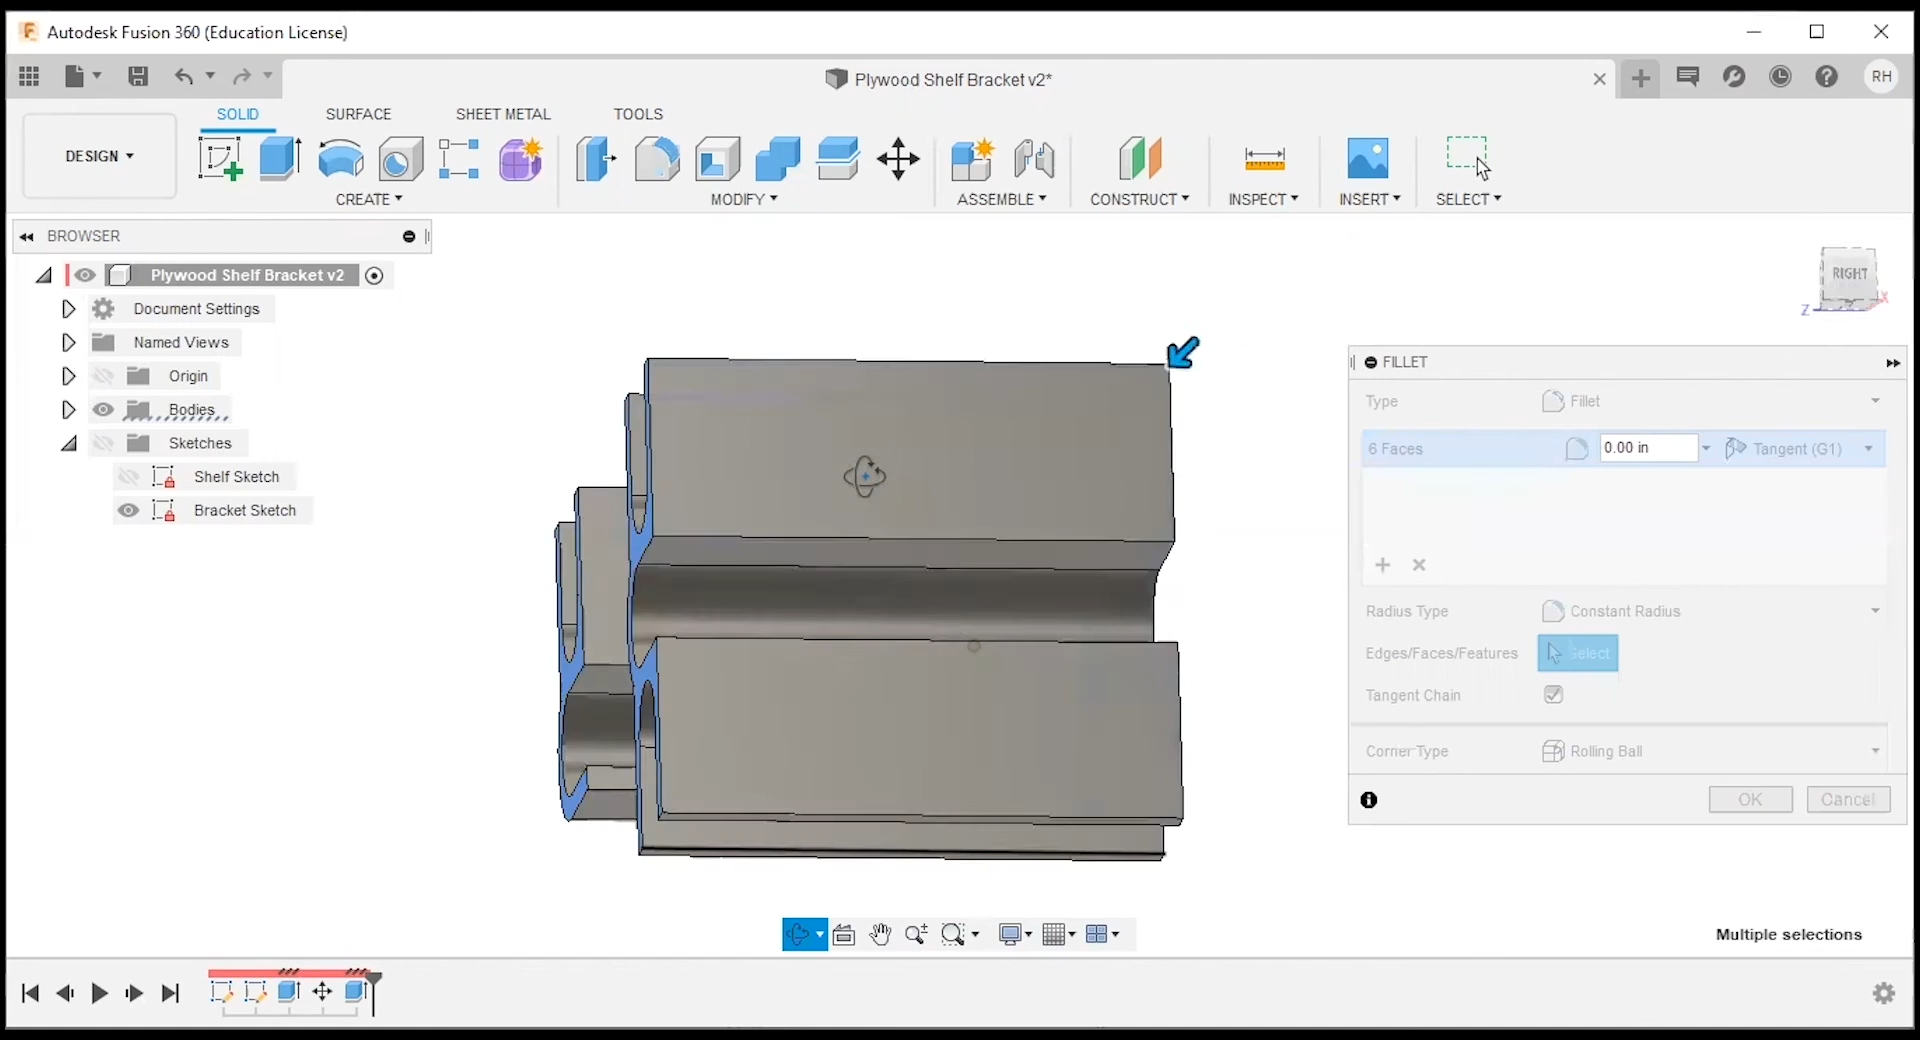 Autodesk Fusion 360 (Education License)
Plywood Shelf Bracket v2*
RH
SOLID
SURFACE
SHEET METAL
TOOLS
DESIGN
CREATE
MODIFY
ASSEMBLE
CONSTRUCT
INSPECT
INSERT
SELECT
BROWSER
Plywood Shelf Bracket v2
Document Settings
Named Views
Origin
Bodies
Sketches
Shelf Sketch
Bracket Sketch
RIGHT
Z
X
FILLET
Type Fillet
6 Faces 0.00 in Tangent (G1)
Radius Type Constant Radius
Edges/Faces/Features Select
Tangent Chain
Corner Type Rolling Ball
OK Cancel
Multiple selections